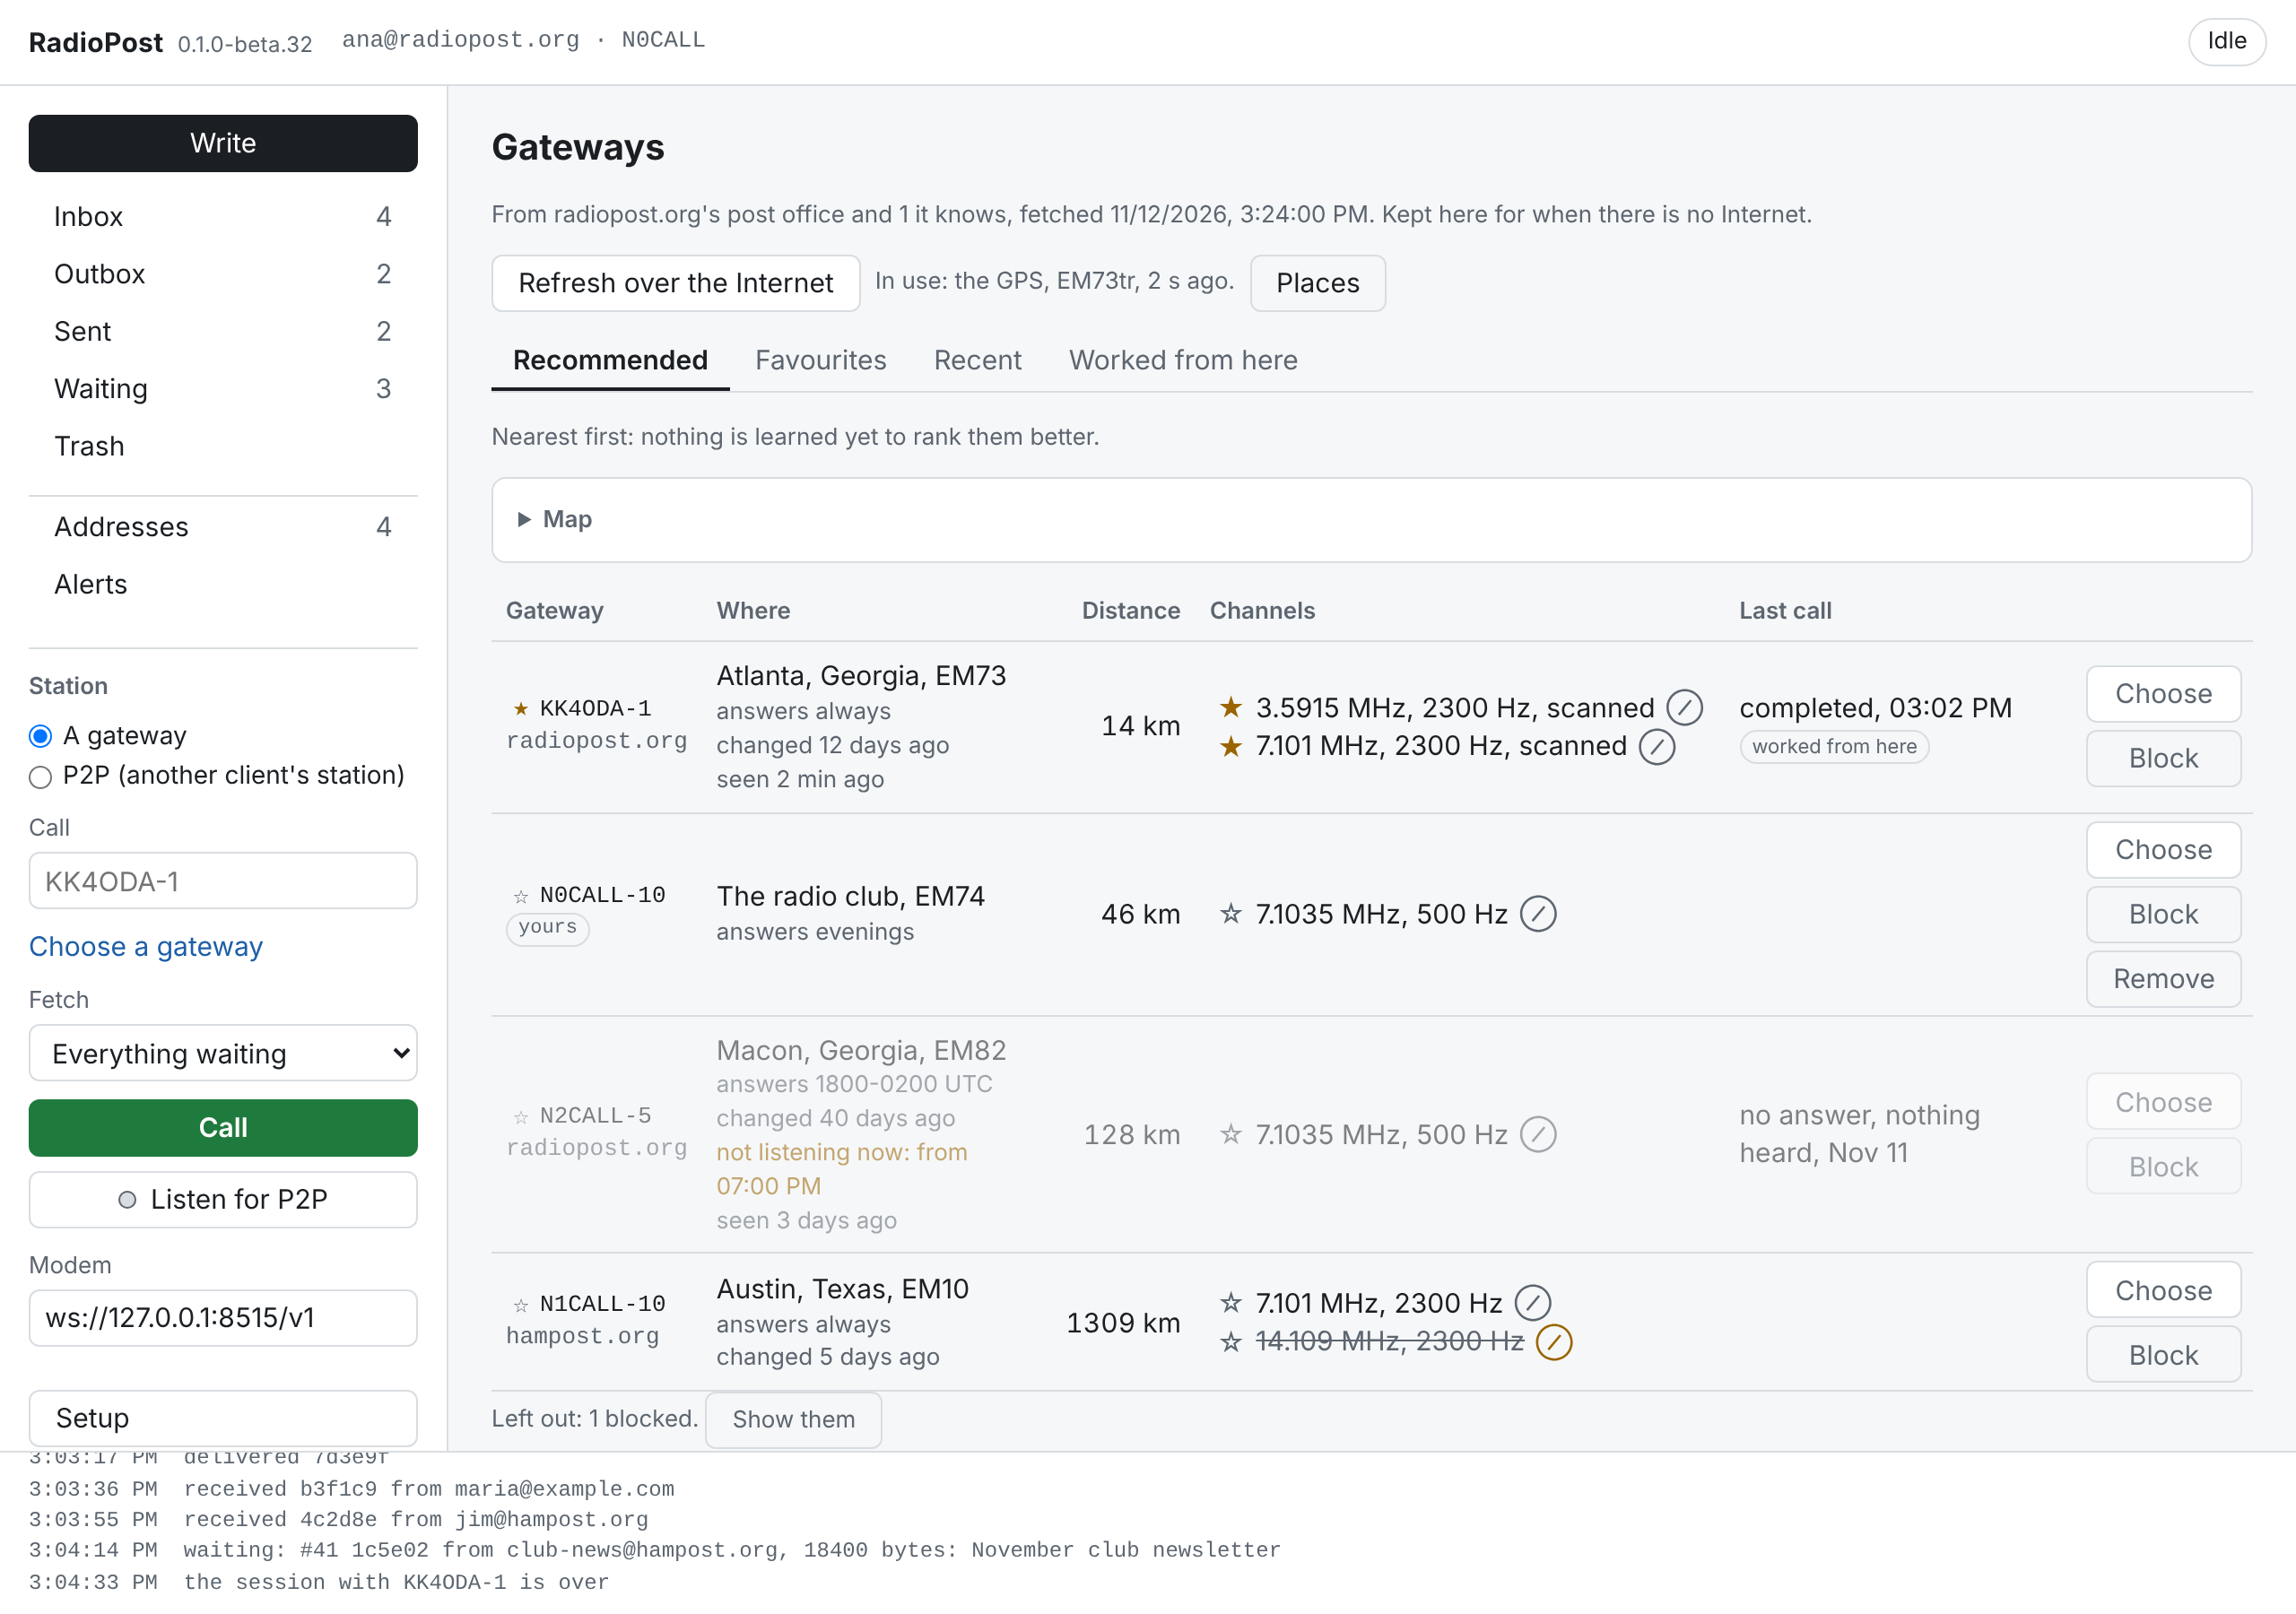 RadioPost 0.1.0-beta.32 ana@radiopost.org · N0CALL
Idle
Write
Inbox 4
Outbox 2
Sent 2
Waiting 3
Trash
Addresses 4
Alerts
Station
A gateway
P2P (another client's station)
Call
KK4ODA-1
Choose a gateway
Fetch
Everything waiting
Call
Listen for P2P
Modem
ws://127.0.0.1:8515/v1
Setup
Gateways
From radiopost.org's post office and 1 it knows, fetched 11/12/2026, 3:24:00 PM. Kept here for when there is no Internet.
Refresh over the Internet In use: the GPS, EM73tr, 2 s ago. Places
Recommended Favourites Recent Worked from here
Nearest first: nothing is learned yet to rank them better.
▶ Map
Gateway Where Distance Channels Last call
★ KK4ODA-1
radiopost.org
Atlanta, Georgia, EM73
answers always
changed 12 days ago
seen 2 min ago
14 km
★ 3.5915 MHz, 2300 Hz, scanned
★ 7.101 MHz, 2300 Hz, scanned
completed, 03:02 PM
worked from here
Choose
Block
☆ N0CALL-10
yours
The radio club, EM74
answers evenings
46 km
☆ 7.1035 MHz, 500 Hz
Choose
Block
Remove
☆ N2CALL-5
radiopost.org
Macon, Georgia, EM82
answers 1800-0200 UTC
changed 40 days ago
not listening now: from
07:00 PM
seen 3 days ago
128 km
☆ 7.1035 MHz, 500 Hz
no answer, nothing
heard, Nov 11
Choose
Block
☆ N1CALL-10
hampost.org
Austin, Texas, EM10
answers always
changed 5 days ago
1309 km
☆ 7.101 MHz, 2300 Hz
☆ 14.109 MHz, 2300 Hz
Choose
Block
Left out: 1 blocked. Show them
3:03:17 PM delivered 7d3e9f
3:03:36 PM received b3f1c9 from maria@example.com
3:03:55 PM received 4c2d8e from jim@hampost.org
3:04:14 PM waiting: #41 1c5e02 from club-news@hampost.org, 18400 bytes: November club newsletter
3:04:33 PM the session with KK4ODA-1 is over